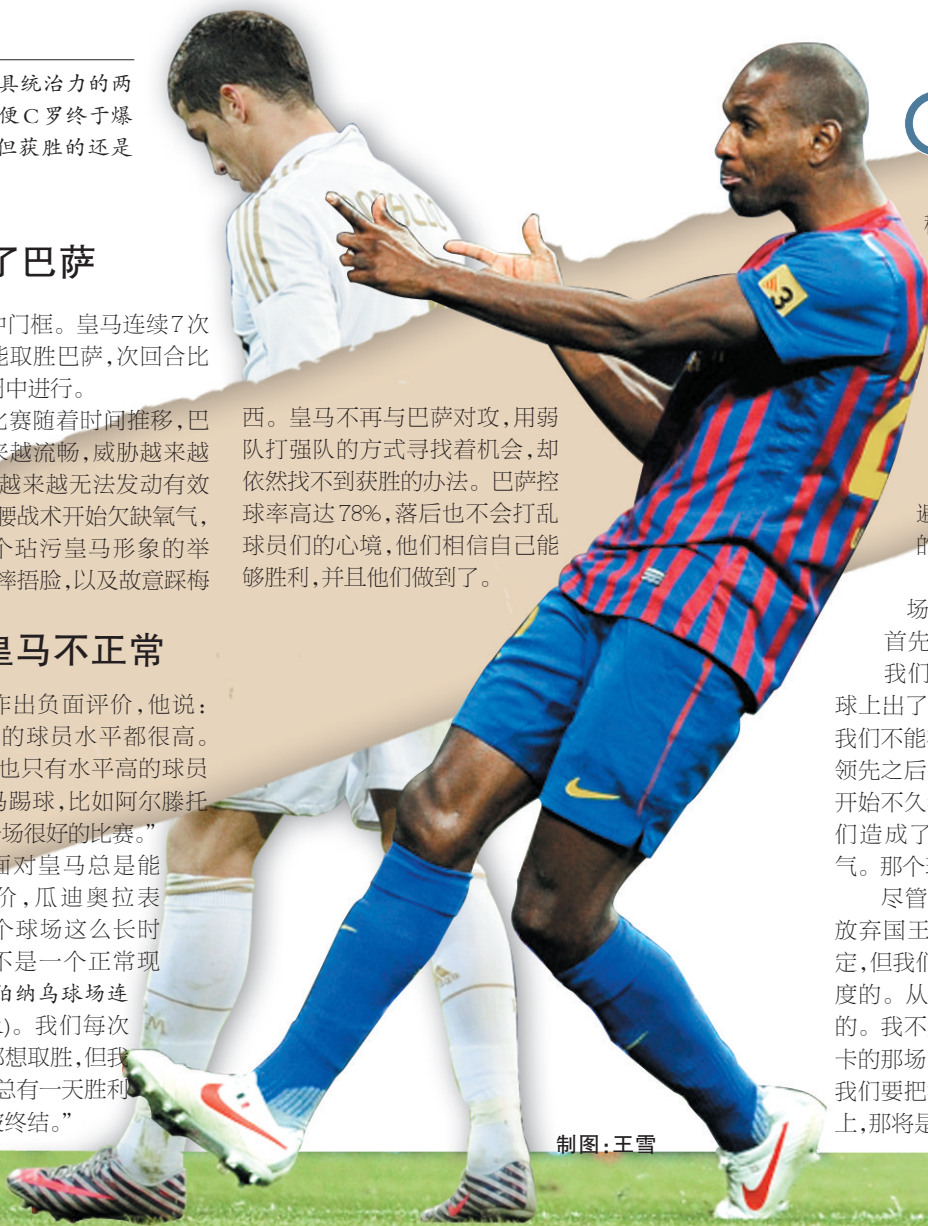 具统治力的两
便C罗终于爆
但获胜的还是
了巴萨
中门框。皇马连续7次
能取胜巴萨,次回合比
中进行。
比赛随着时间推移,巴
来越流畅,威胁越来越
越来越无法发动有效
腰战术开始欠缺氧气,
个玷污皇马形象的举
摔捂脸,以及故意踩梅
西。皇马不再与巴萨对攻,用弱
队打强队的方式寻找着机会,却
依然找不到获胜的办法。巴萨控
球率高达78%,落后也不会打乱
球员们的心境,他们相信自己能
够胜利,并且他们做到了。
皇马不正常
作出负面评价,他说:
的球员水平都很高。
也只有水平高的球员
马踢球,比如阿尔滕托
场很好的比赛。”
面对皇马总是能
价,瓜迪奥拉表
个球场这么长时
不是一个正常现
伯纳乌球场连
)。我们每次
都想取胜,但我
总有一天胜利
终结。”
RONALDO
3
2
的
场
首先
我们
球上出了
我们不能
领先之后
开始不久
们造成了
气。那个
尽管
放弃国王
定,但我们
度的。从
的。我不
卡的那场
我们要把
上,那将是
制图:王雪